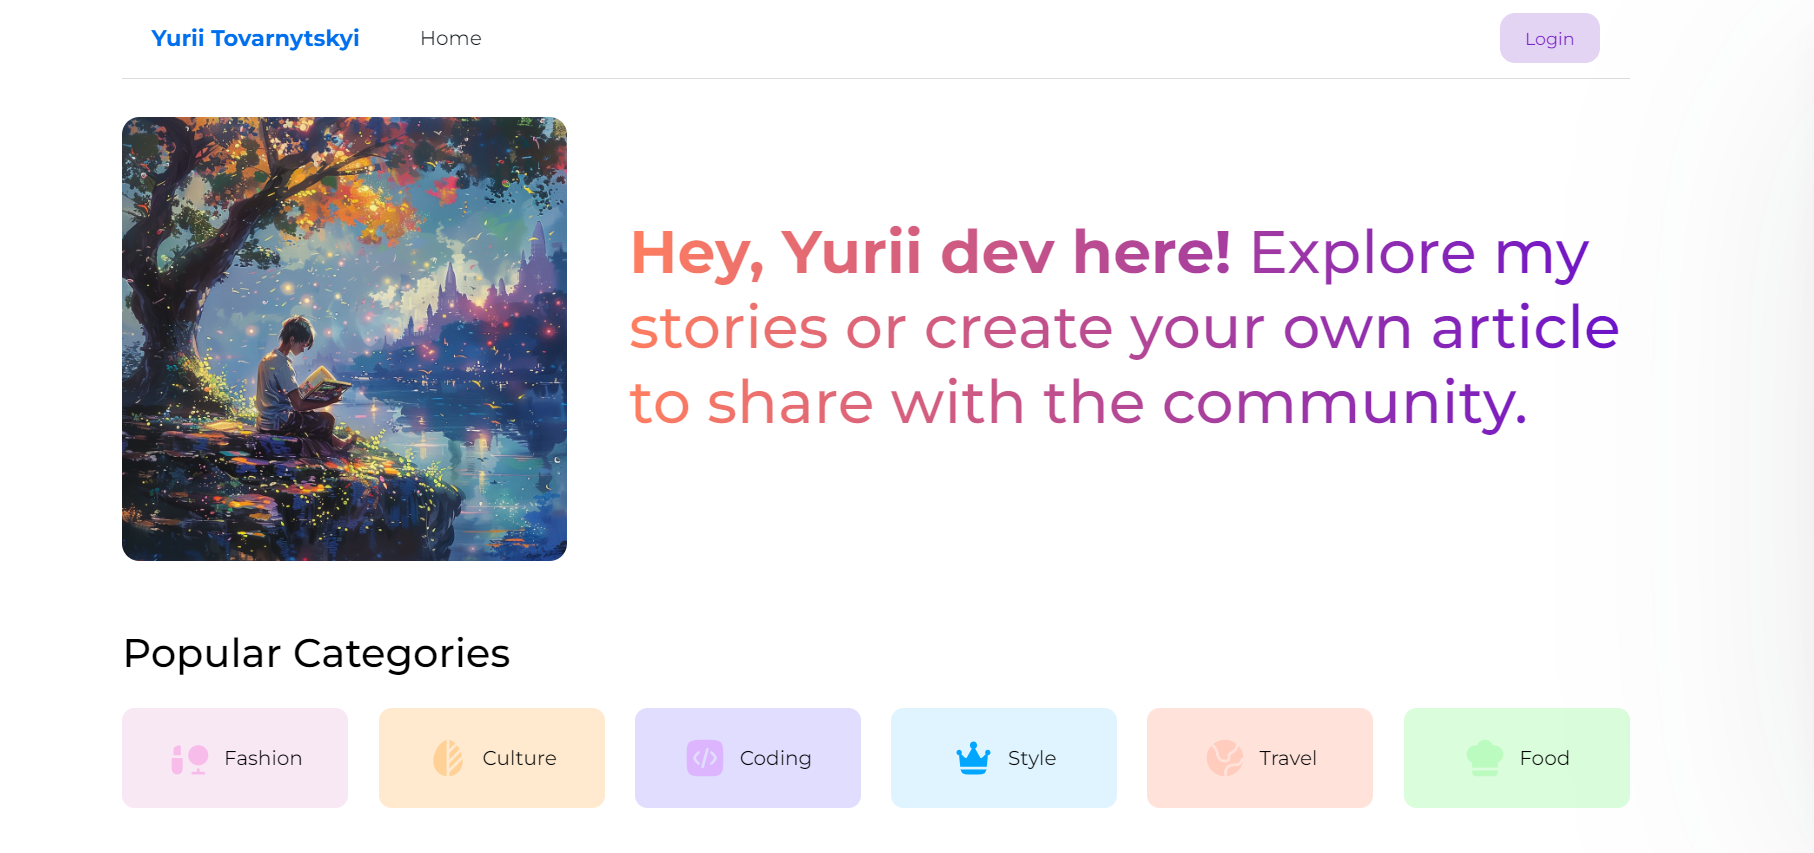 Yurii Tovarnytskyi
Home
Login
Hey, Yurii dev here! Explore my
stories or create your own article
to share with the community.
Popular Categories
Fashion
Culture
Coding
Style
Travel
Food